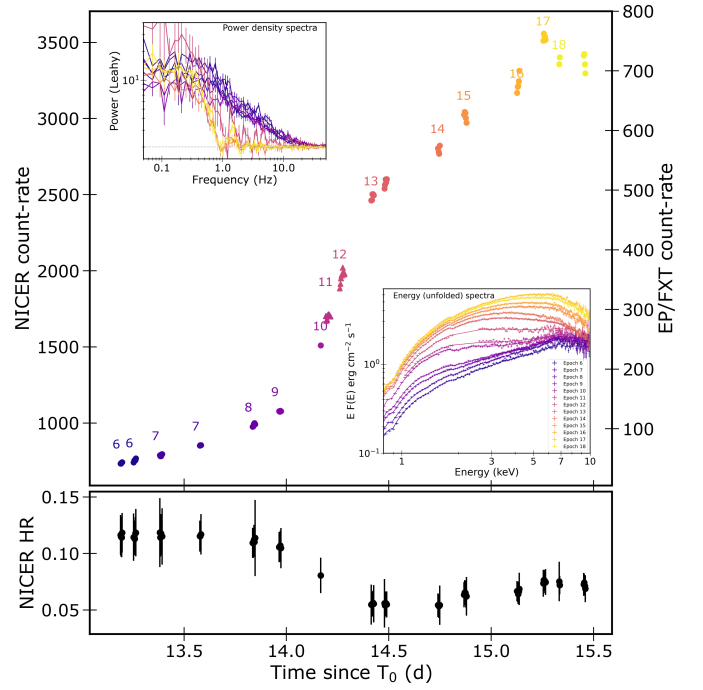 3500
3000
2500
2000
1500
1000
NICER count-rate
800
700
600
500
400
300
200
100
EP/FXT count-rate
Power density spectra
10¹
Power (Leahy)
0.1
1.0
10.0
Frequency (Hz)
17
18
16
15
14
13
12
11
10
9
8
7
7
6
6
Energy (unfolded) spectra
10⁰
10⁻¹
E F(E) erg cm⁻² s⁻¹
Epoch 6
Epoch 7
Epoch 8
Epoch 9
Epoch 10
Epoch 11
Epoch 12
Epoch 13
Epoch 14
Epoch 15
Epoch 16
Epoch 17
Epoch 18
1
3
5
7
10
Energy (keV)
0.15
0.10
0.05
NICER HR
13.5
14.0
14.5
15.0
15.5
Time since T₀ (d)